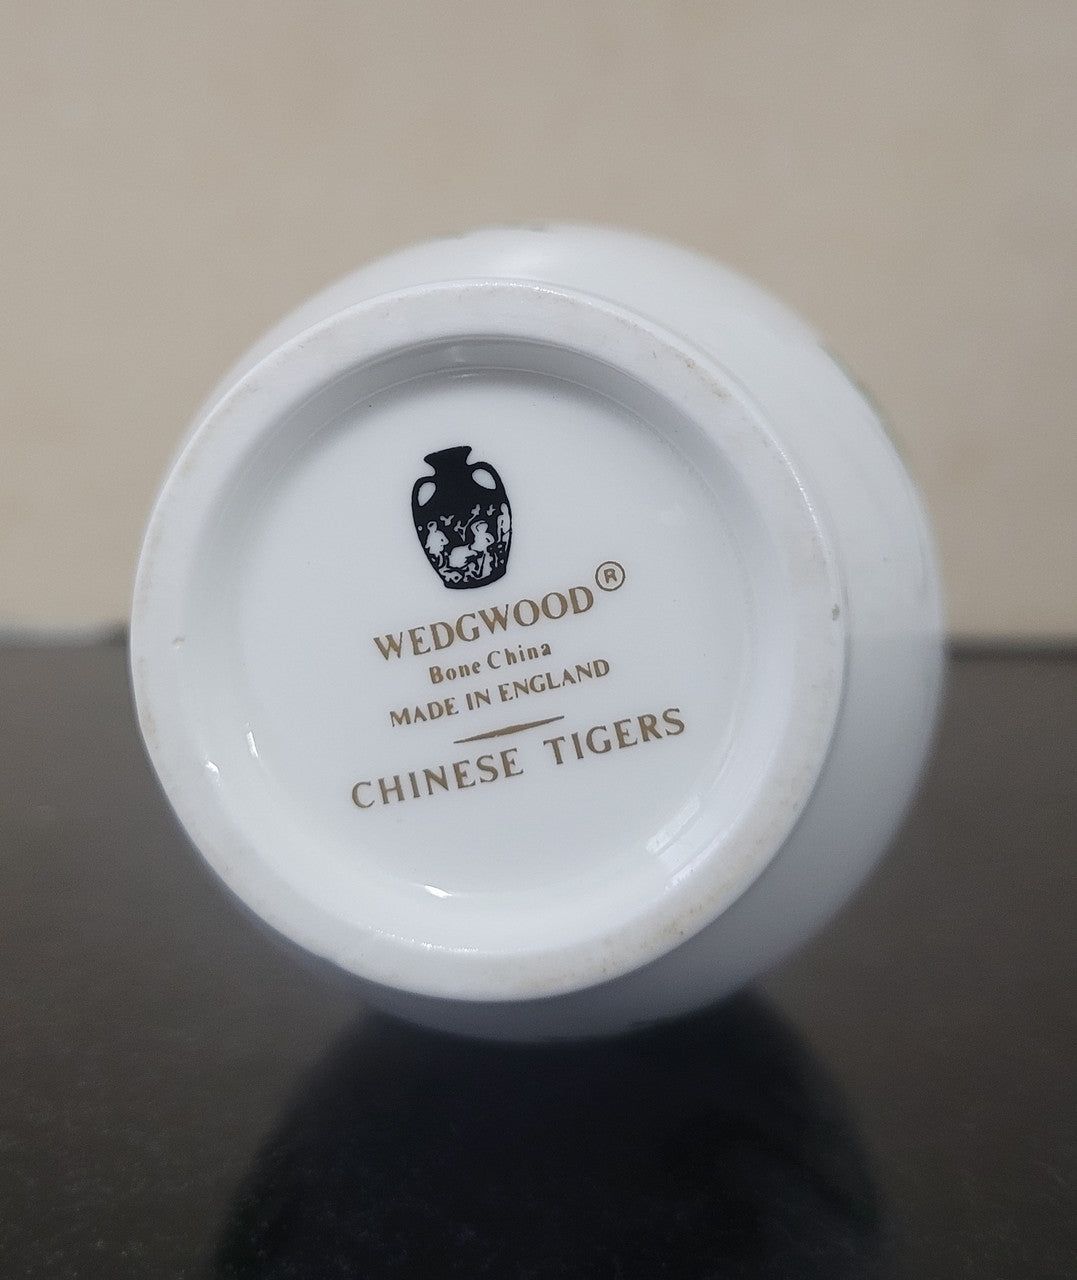 WEDGWOOD®
Bone China
MADE IN ENGLAND
CHINESE TIGERS